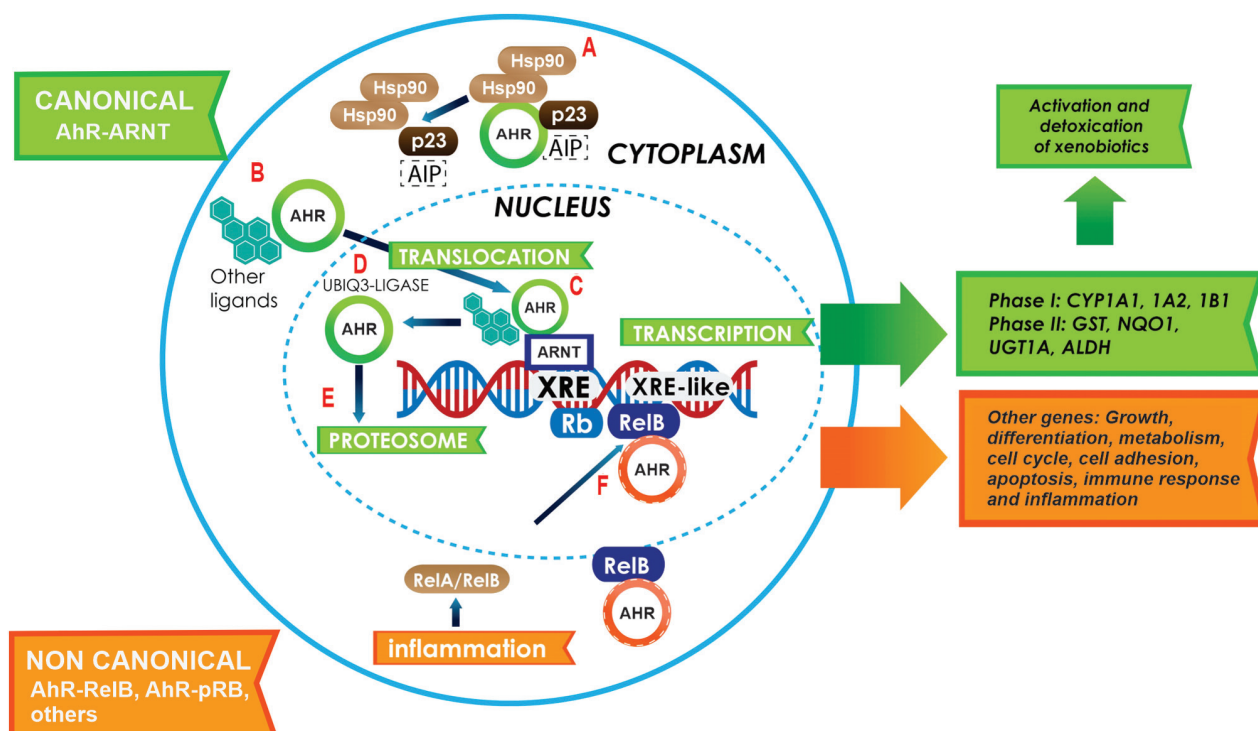 CANONICAL
AhR-ARNT
A
Hsp90
Hsp90
Hsp90
Hsp90
p23
AHR
AIP
p23
AIP
CYTOPLASM
B
AHR
Other
ligands
NUCLEUS
TRANSLOCATION
D
UBIQ3-LIGASE
C
AHR
AHR
ARNT
TRANSCRIPTION
XRE
XRE-like
E
PROTEOSOME
Rb
RelB
AHR
F
RelB
AHR
RelA/RelB
inflammation
NON CANONICAL
AhR-RelB, AhR-pRB,
others
Activation and
detoxication
of xenobiotics
Phase I: CYP1A1, 1A2, 1B1
Phase II: GST, NQO1,
UGT1A, ALDH
Other genes: Growth,
differentiation, metabolism,
cell cycle, cell adhesion,
apoptosis, immune response
and inflammation